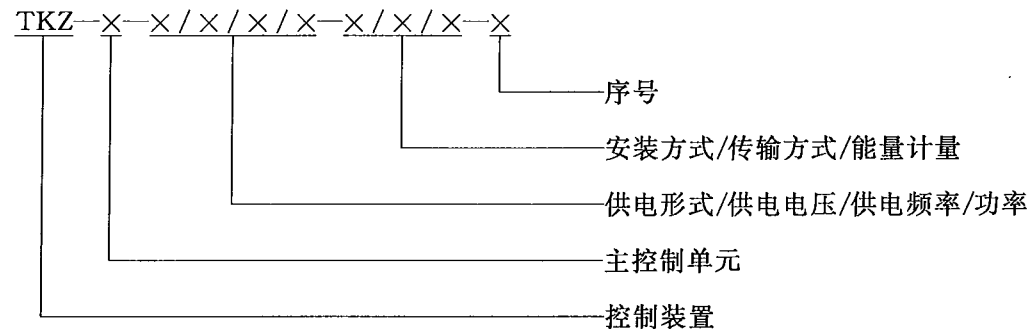 TKZ—×—×/×/×/×—×/×/×—×
序号
安装方式/传输方式/能量计量
供电形式/供电电压/供电频率/功率
主控制单元
控制装置